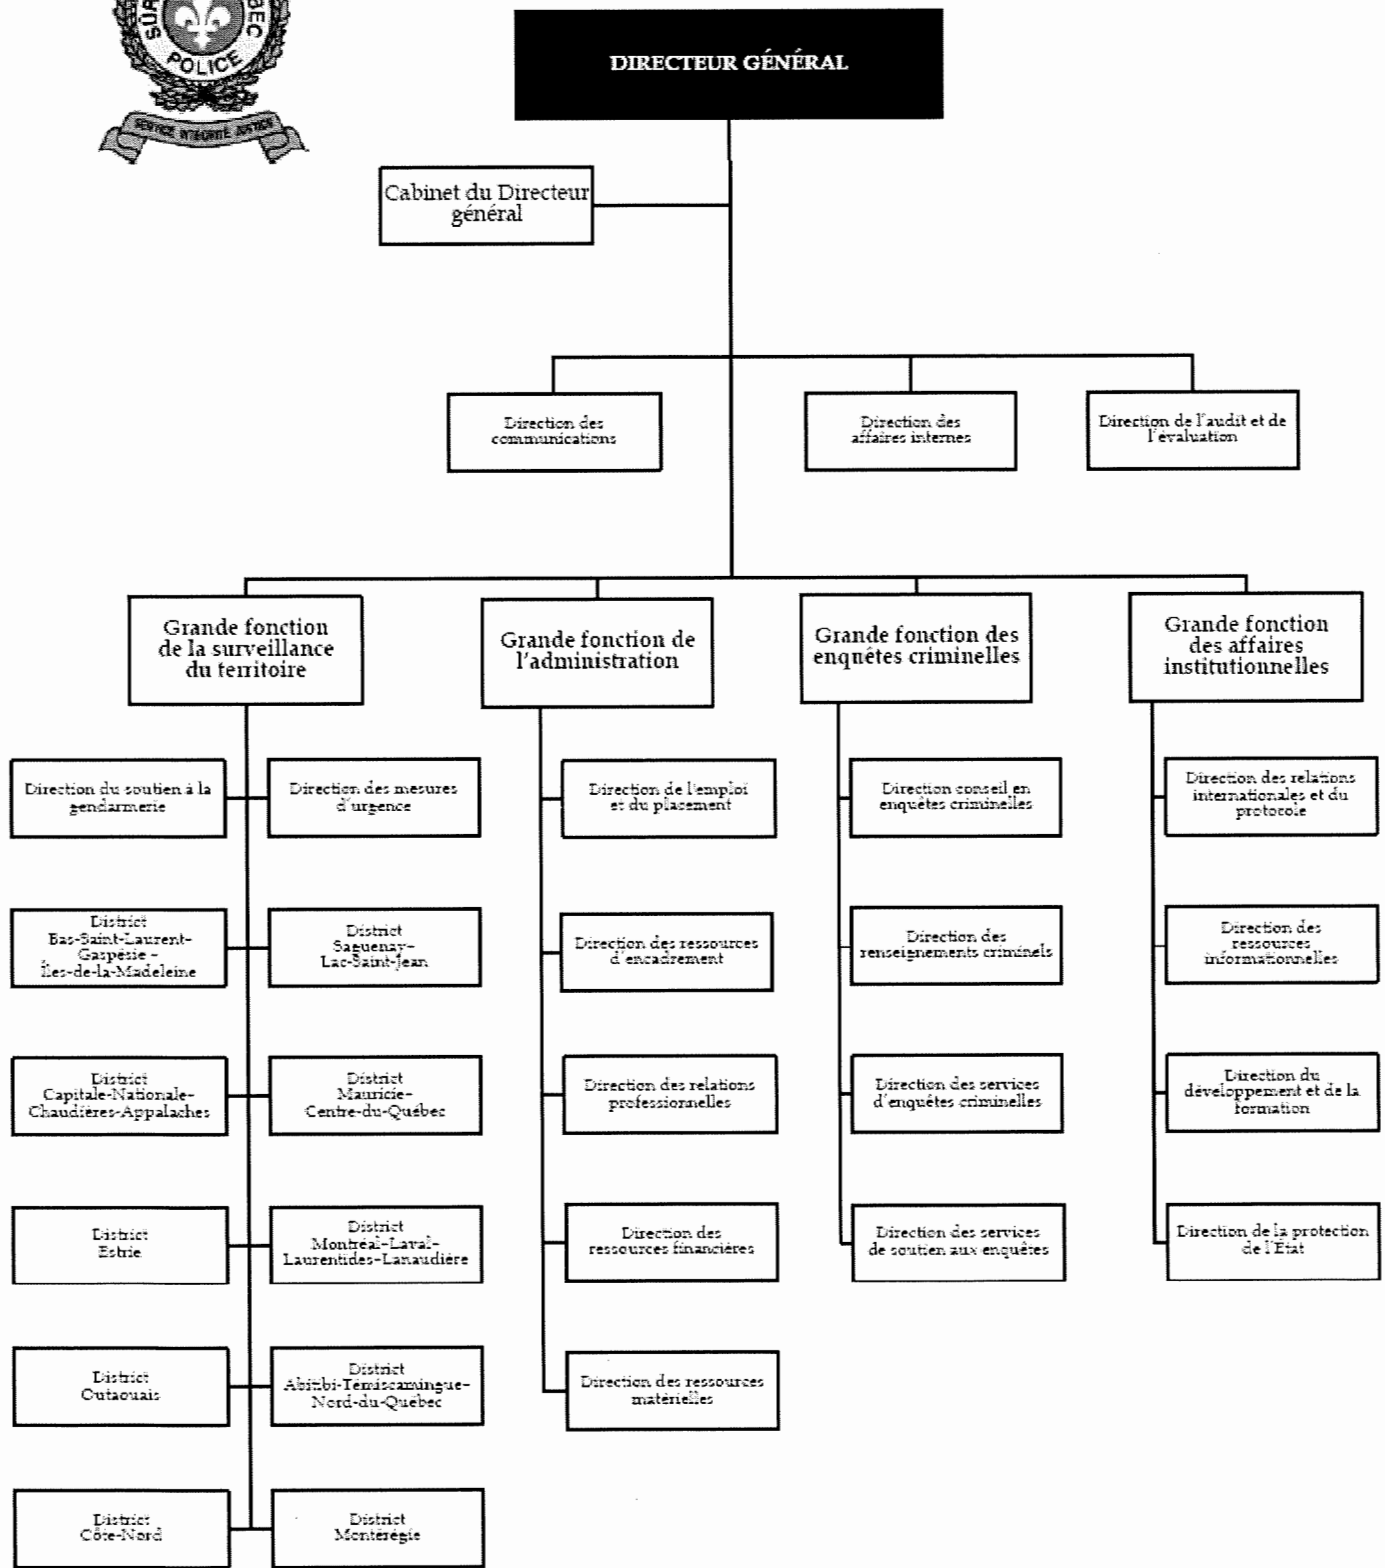 SÛR
BEC
POLICE
SERVICE INTÉGRITÉ JUSTICE
DIRECTEUR GÉNÉRAL
Cabinet du Directeur
général
Direction des
communications
Direction des
affaires internes
Direction de l'audit et de
l'évaluation
Grande fonction
de la surveillance
du territoire
Grande fonction de
l'administration
Grande fonction des
enquêtes criminelles
Grande fonction
des affaires
institutionnelles
Direction du soutien à la
gendarmerie
Direction des mesures
d'urgence
Direction de l'emploi
et du placement
Direction conseil en
enquêtes criminelles
Direction des relations
internationales et du
protocole
District
Bas-Saint-Laurent-
Gaspésie –
Îles-de-la-Madeleine
District
Saguenay–
Lac-Saint-Jean
Direction des ressources
d'encadrement
Direction des
renseignements criminels
Direction des
ressources
informationnelles
District
Capitale-Nationale-
Chaudières-Appalaches
District
Mauricie-
Centre-du-Québec
Direction des relations
professionnelles
Direction des services
d'enquêtes criminelles
Direction du
développement et de la
formation
District
Estrie
District
Montréal-Laval-
Laurentides-Lanaudière
Direction des
ressources financières
Direction des services
de soutien aux enquêtes
Direction de la protection
de l'État
District
Outaouais
District
Abitibi-Témiscamingue-
Nord-du-Québec
Direction des ressources
matérielles
District
Côte-Nord
District
Montérégie